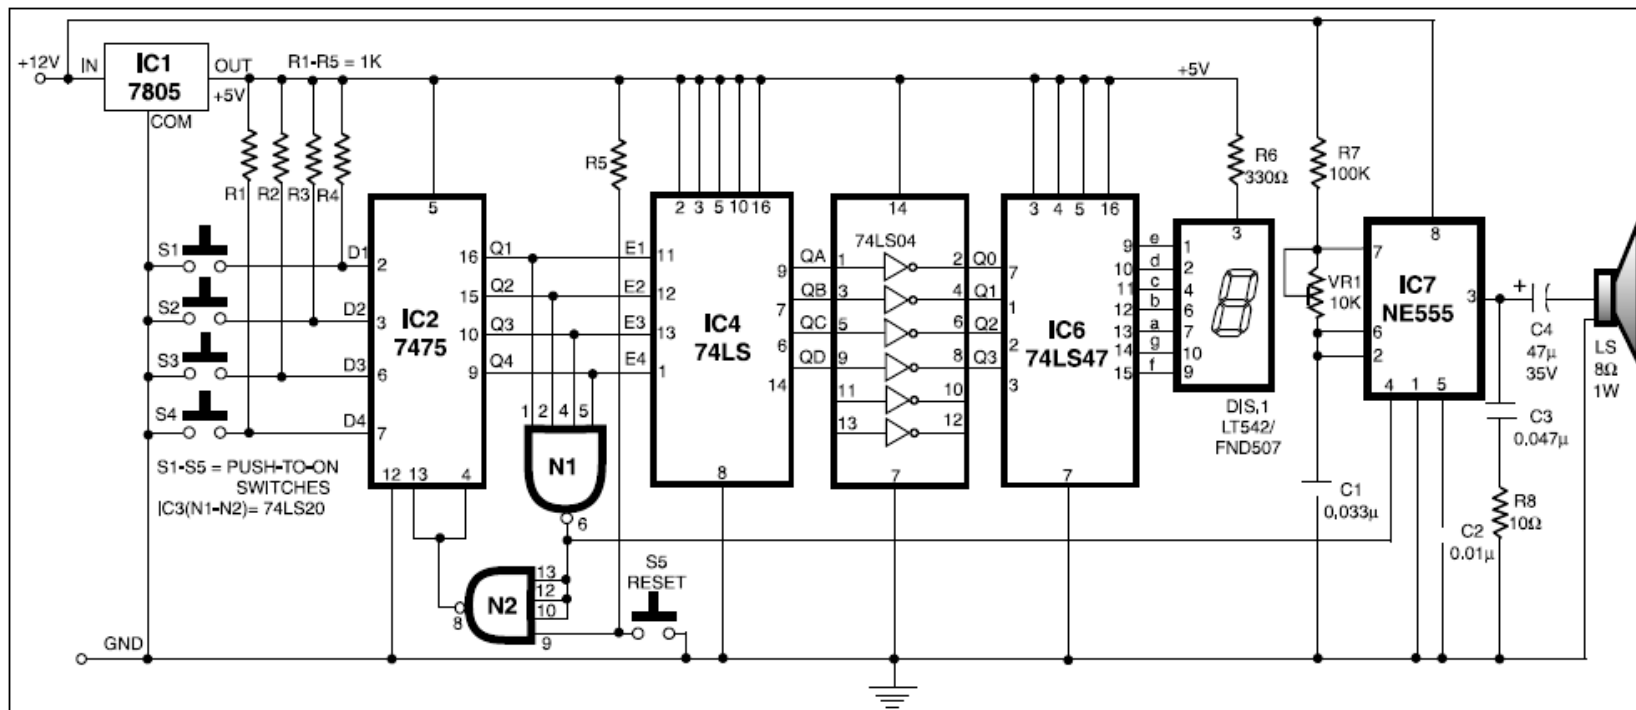 +12V
IN
IC1
7805
OUT
+5V
COM
R1-R5 = 1K
R1
R2
R3
R4
S1
S2
S3
S4
D1
D2
D3
D4
2
3
6
7
5
IC2
7475
16
15
10
9
12
13
4
Q1
Q2
Q3
Q4
S1-S5 = PUSH-TO-ON
SWITCHES
IC3(N1-N2)= 74LS20
1
2
4
5
N1
6
N2
13
12
10
9
8
R5
S5
RESET
E1
E2
E3
E4
2
3
5
10
16
11
12
13
1
IC4
74LS
9
7
6
14
8
QA
QB
QC
QD
14
74LS04
1
2
3
4
5
6
9
8
11
10
13
12
7
Q0
Q1
Q2
Q3
3
4
5
16
7
1
2
3
IC6
74LS47
9
10
11
12
13
14
15
7
e
d
c
b
a
g
f
+5V
R6
330Ω
3
1
2
4
6
7
10
9
DIS.1
LT542/
FND507
R7
100K
VR1
10K
7
6
2
8
IC7
NE555
3
4
1
5
C1
0.033µ
C2
0.01µ
+
C4
47µ
35V
C3
0.047µ
R8
10Ω
LS
8Ω
1W
GND